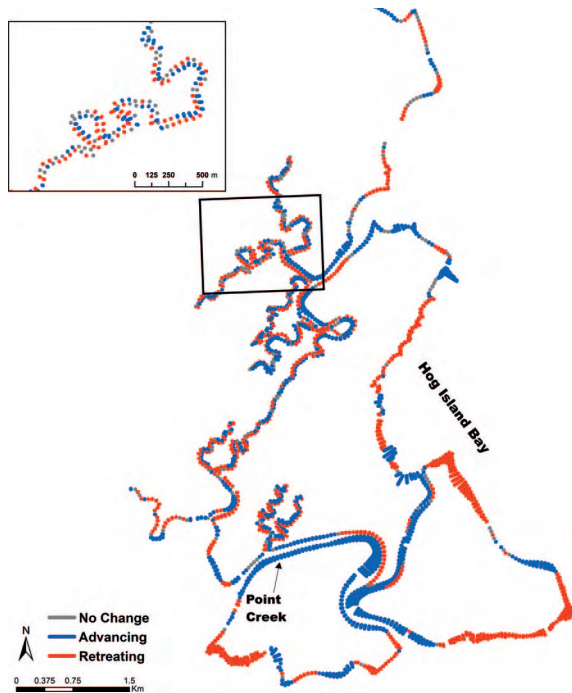 0 125 250 500 m
Hog Island Bay
Point
Creek
No Change
Advancing
Retreating
N
0 0.375 0.75 1.5
Km